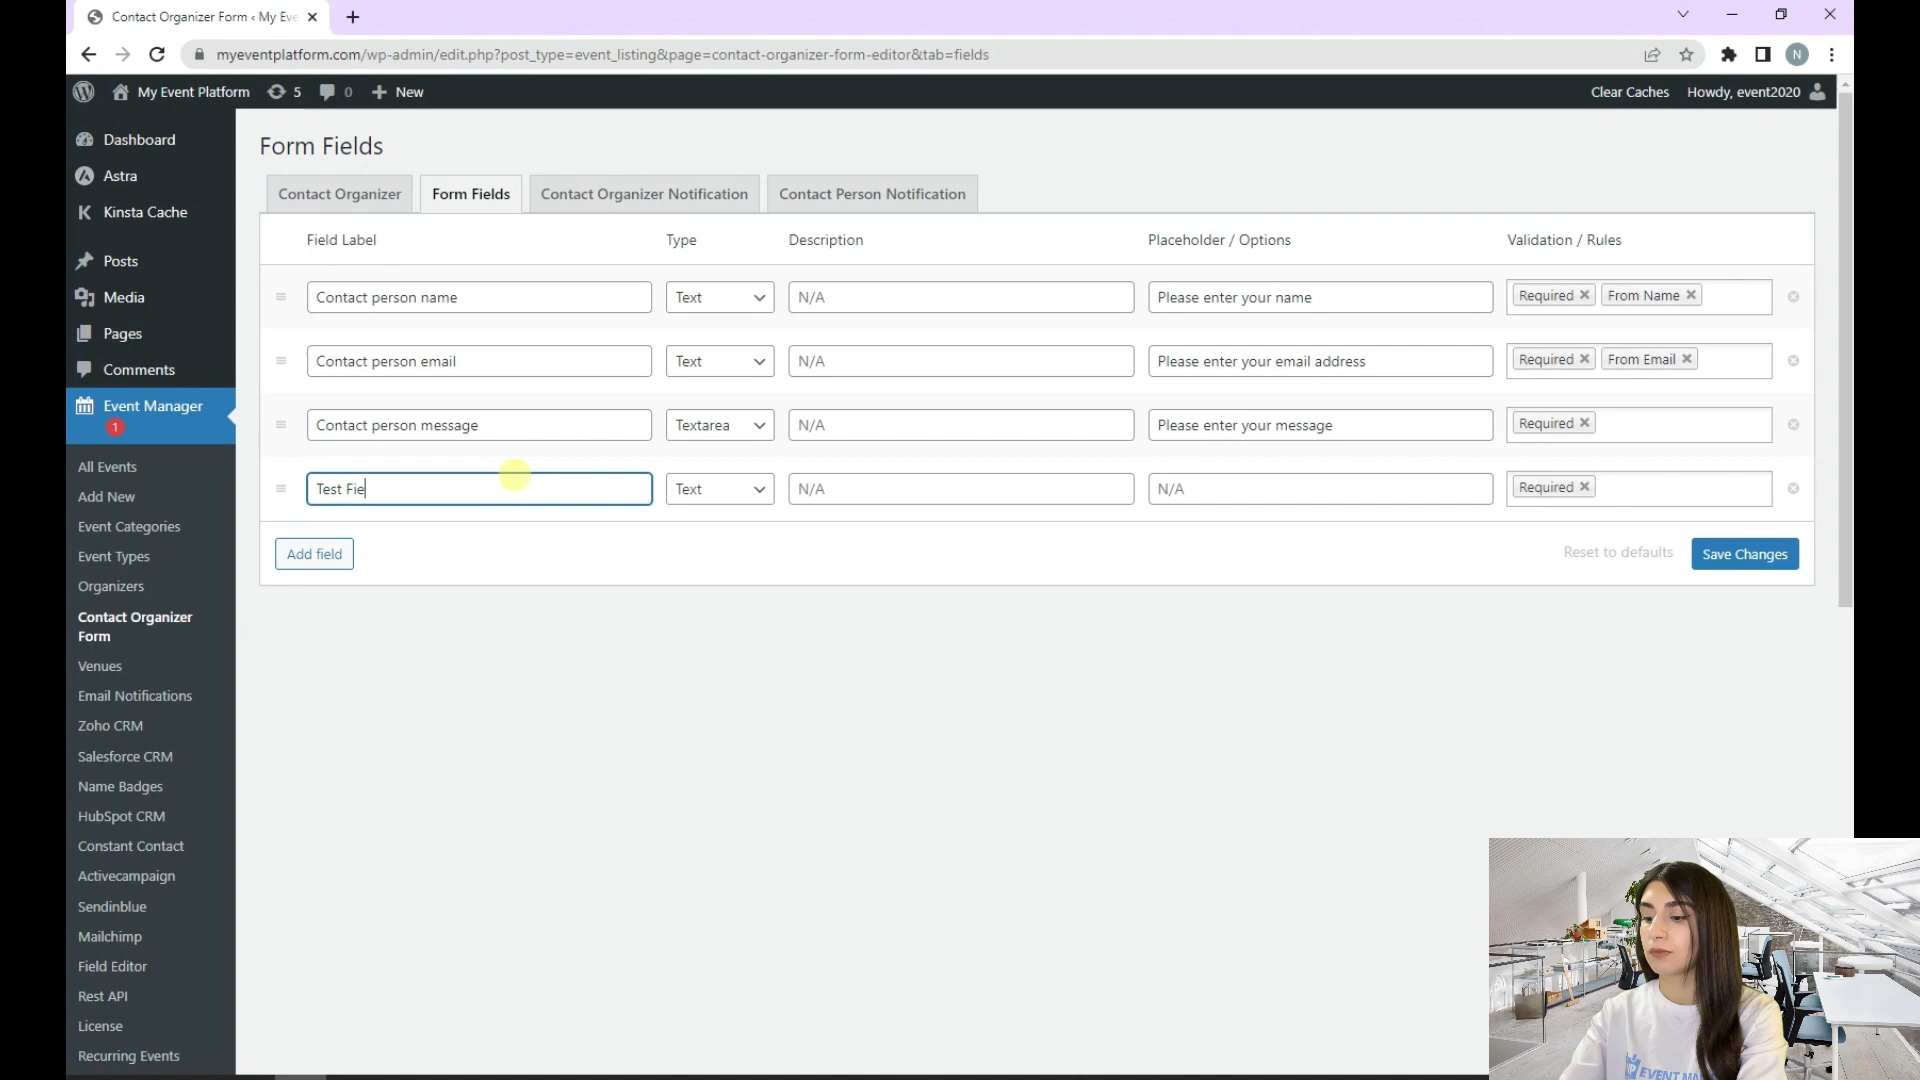 Contact Organizer Form ‹ My Eve
myeventplatform.com/wp-admin/edit.php?post_type=event_listing&page=contact-organizer-form-editor&tab=fields
N
My Event Platform 5 0 New
Clear Caches Howdy, event2020
Dashboard
Astra
Kinsta Cache
Posts
Media
Pages
Comments
Event Manager
1
All Events
Add New
Event Categories
Event Types
Organizers
Contact Organizer
Form
Venues
Email Notifications
Zoho CRM
Salesforce CRM
Name Badges
HubSpot CRM
Constant Contact
Activecampaign
Sendinblue
Mailchimp
Field Editor
Rest API
License
Recurring Events
Form Fields
Contact Organizer Form Fields Contact Organizer Notification Contact Person Notification
Field Label Type Description Placeholder / Options Validation / Rules
Contact person name Text N/A Please enter your name Required From Name
Contact person email Text N/A Please enter your email address Required From Email
Contact person message Textarea N/A Please enter your message Required
Test Fie Text N/A N/A Required
Add field Reset to defaults Save Changes